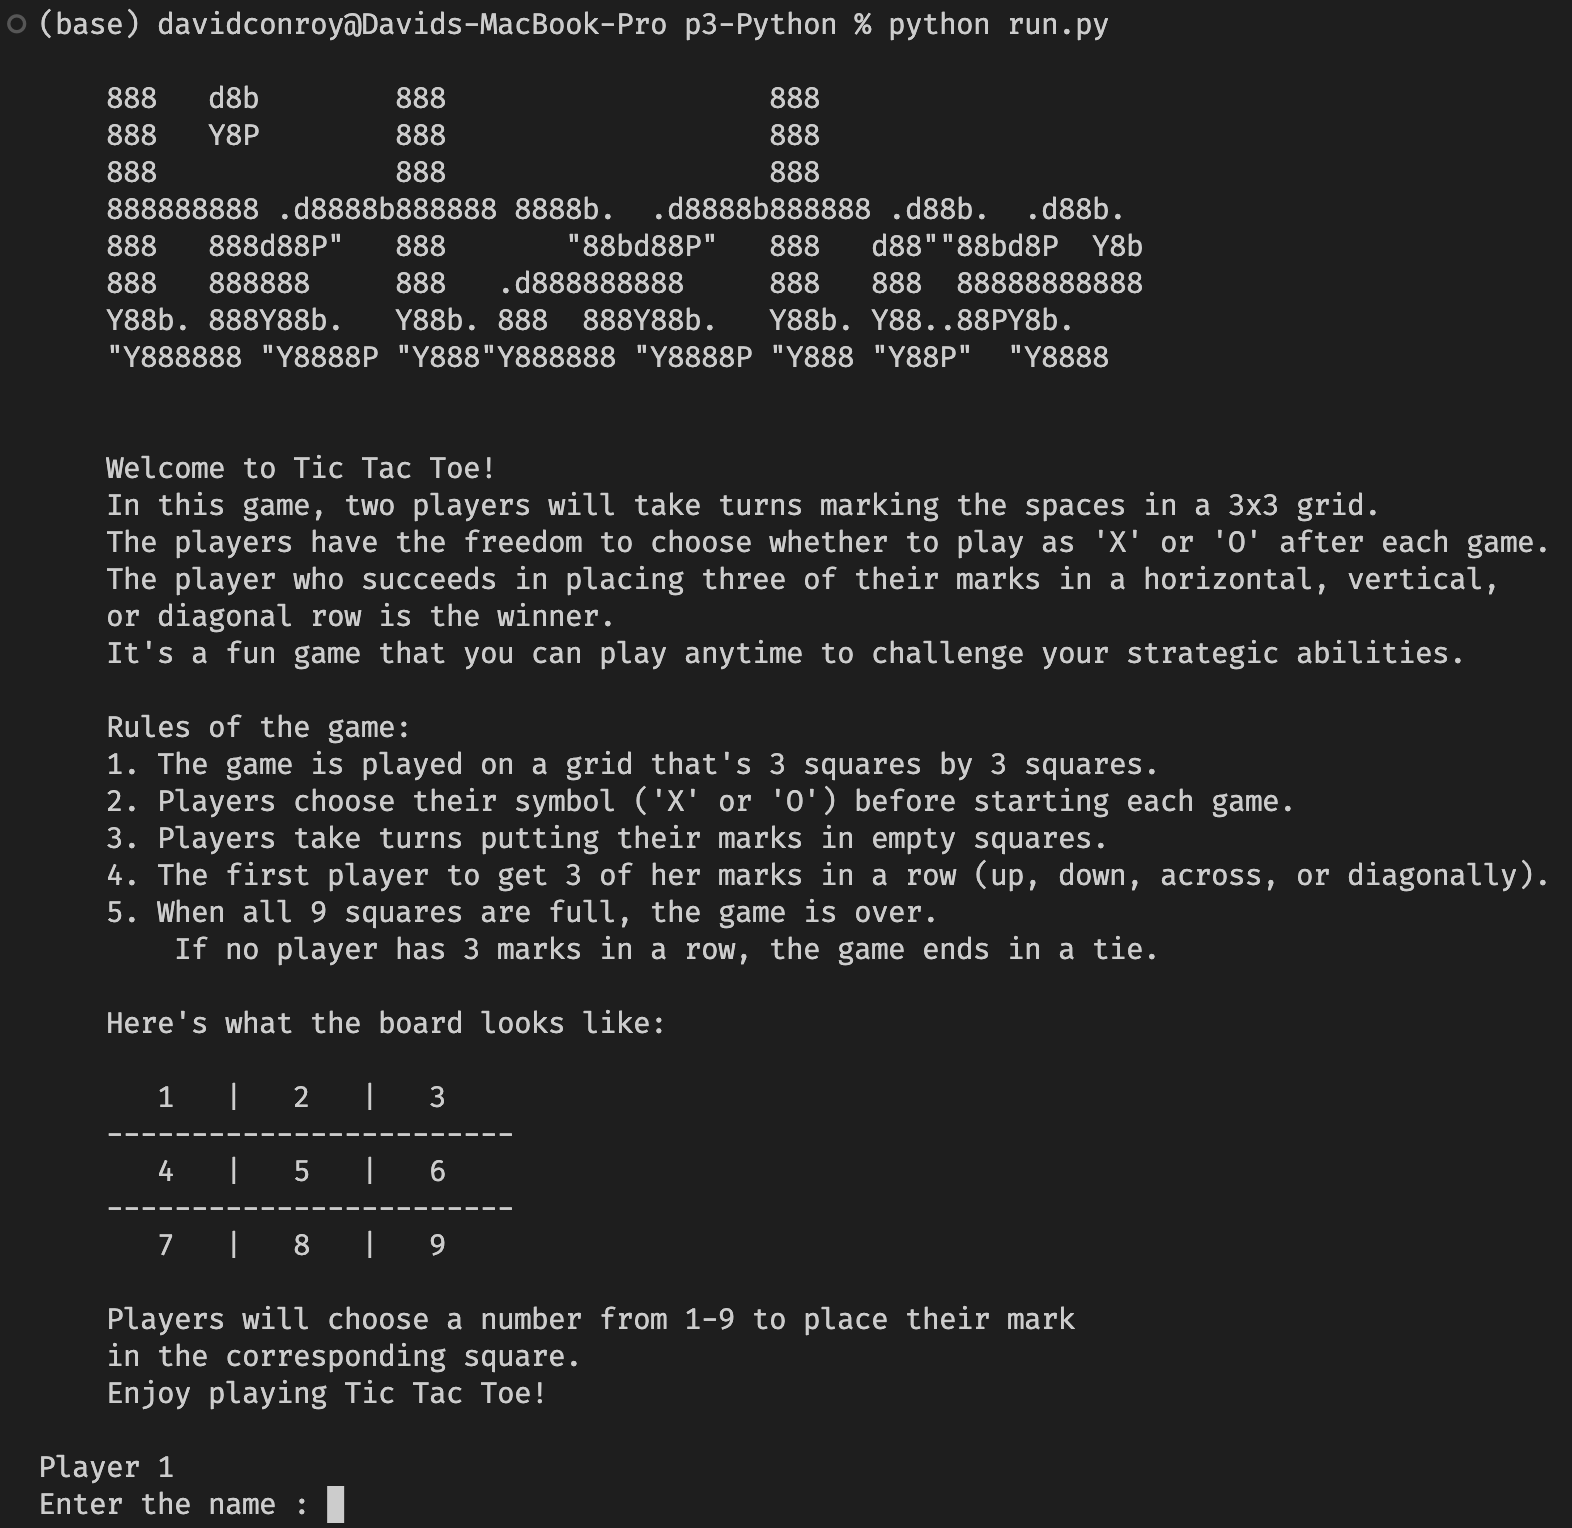 (base) davidconroy@Davids-MacBook-Pro p3-Python % python run.py

    888   d8b        888                   888
    888   Y8P        888                   888
    888              888                   888
    888888888 .d8888b888888 8888b.  .d8888b888888 .d88b.  .d88b.
    888   888d88P"   888       "88bd88P"   888   d88""88bd8P  Y8b
    888   888888     888   .d888888888     888   888  88888888888
    Y88b. 888Y88b.   Y88b. 888  888Y88b.   Y88b. Y88..88PY8b.
    "Y888888 "Y8888P "Y888"Y888888 "Y8888P "Y888 "Y88P"  "Y8888

    Welcome to Tic Tac Toe!
    In this game, two players will take turns marking the spaces in a 3x3 grid.
    The players have the freedom to choose whether to play as 'X' or 'O' after each game.
    The player who succeeds in placing three of their marks in a horizontal, vertical,
    or diagonal row is the winner.
    It's a fun game that you can play anytime to challenge your strategic abilities.

    Rules of the game:
    1. The game is played on a grid that's 3 squares by 3 squares.
    2. Players choose their symbol ('X' or 'O') before starting each game.
    3. Players take turns putting their marks in empty squares.
    4. The first player to get 3 of her marks in a row (up, down, across, or diagonally).
    5. When all 9 squares are full, the game is over.
        If no player has 3 marks in a row, the game ends in a tie.

    Here's what the board looks like:

       1   |   2   |   3
    ------------------------
       4   |   5   |   6
    ------------------------
       7   |   8   |   9

    Players will choose a number from 1-9 to place their mark
    in the corresponding square.
    Enjoy playing Tic Tac Toe!

Player 1
Enter the name :